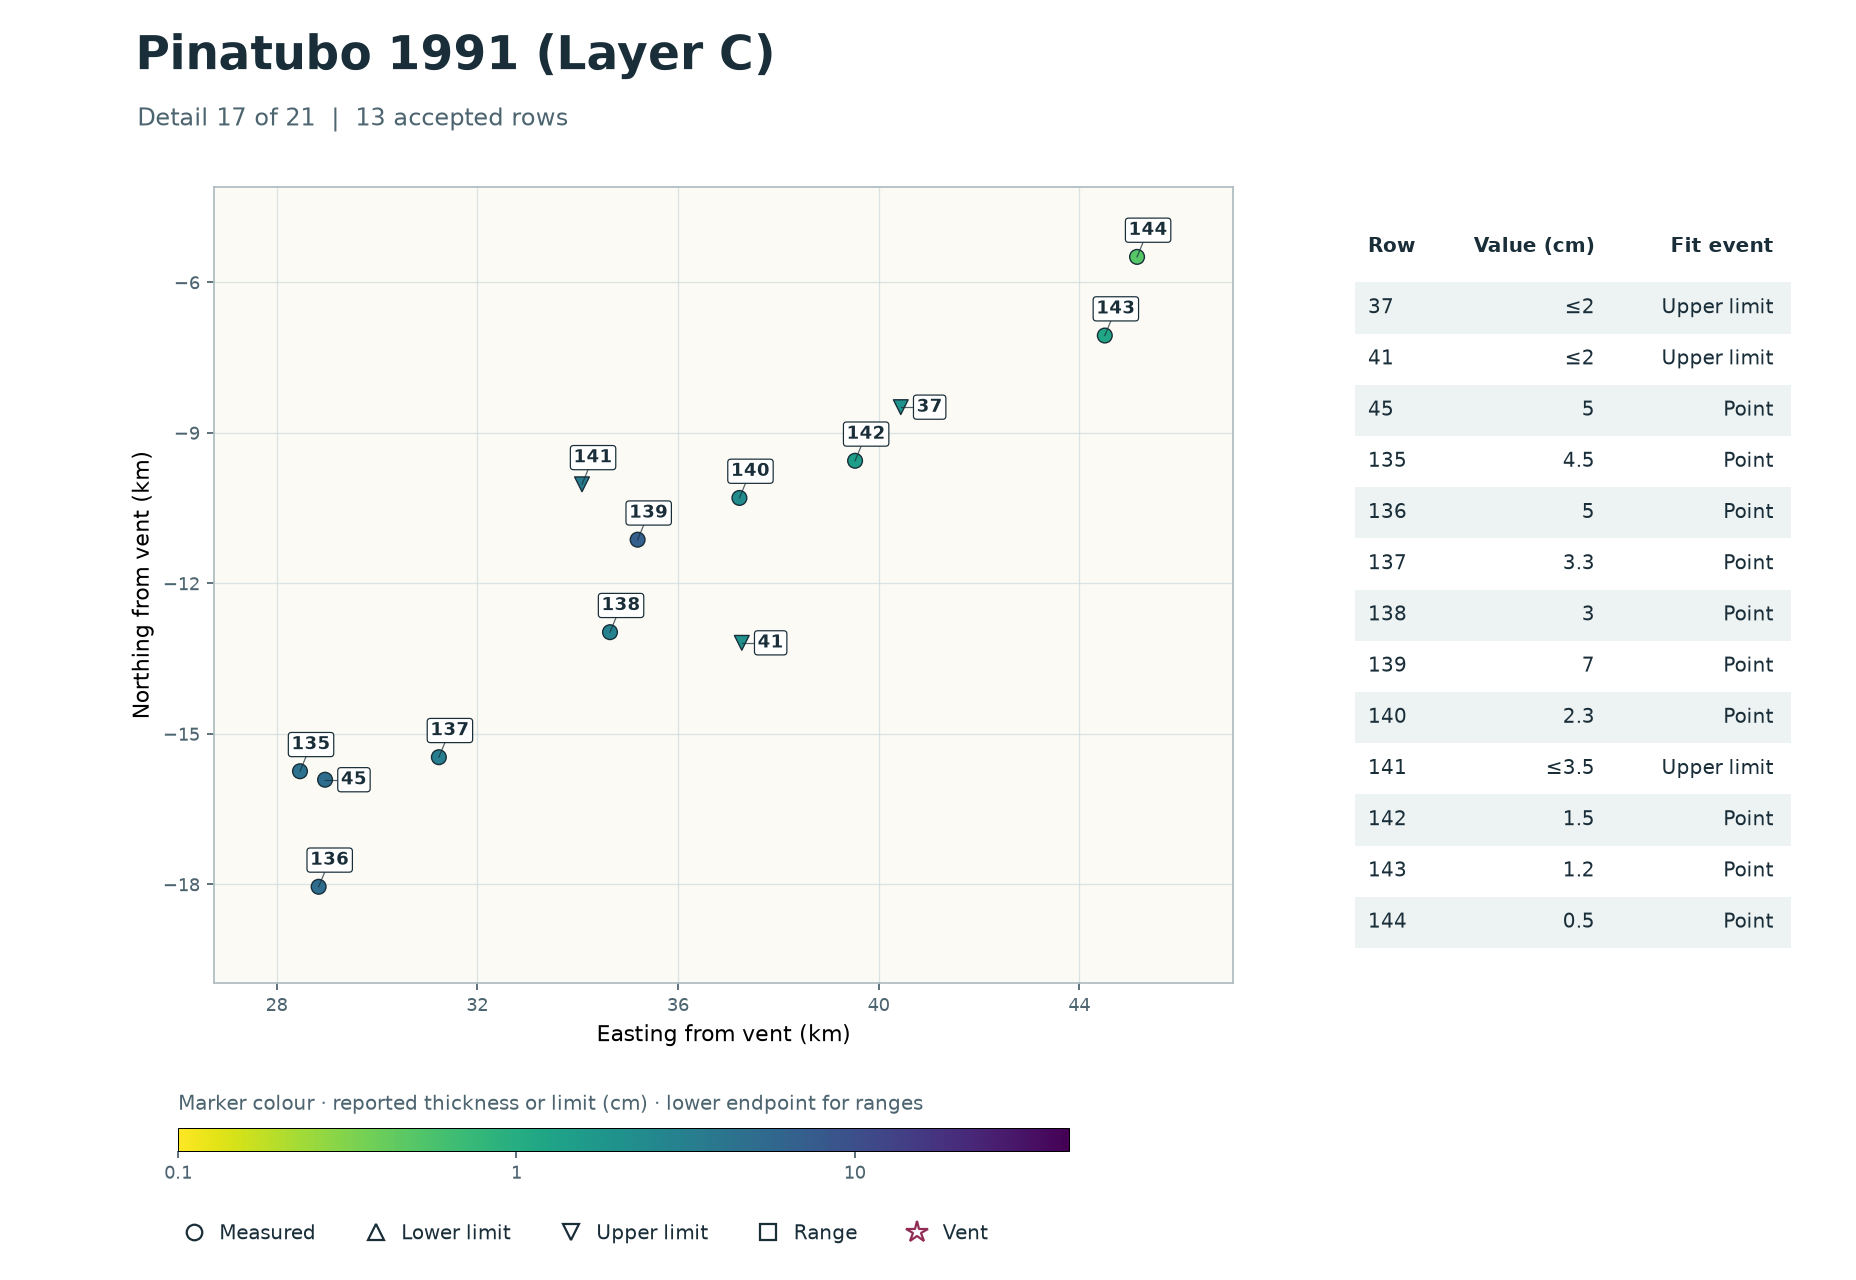 Pinatubo 1991 (Layer C)
Detail 17 of 21 | 13 accepted rows
Northing from vent (km)
−6
−9
−12
−15
−18
144
143
37
142
141
140
139
138
41
137
135
45
136
28 32 36 40 44
Easting from vent (km)
Row Value (cm) Fit event
37 ≤2 Upper limit
41 ≤2 Upper limit
45 5 Point
135 4.5 Point
136 5 Point
137 3.3 Point
138 3 Point
139 7 Point
140 2.3 Point
141 ≤3.5 Upper limit
142 1.5 Point
143 1.2 Point
144 0.5 Point
Marker colour · reported thickness or limit (cm) · lower endpoint for ranges
0.1 1 10
Measured Lower limit Upper limit Range Vent